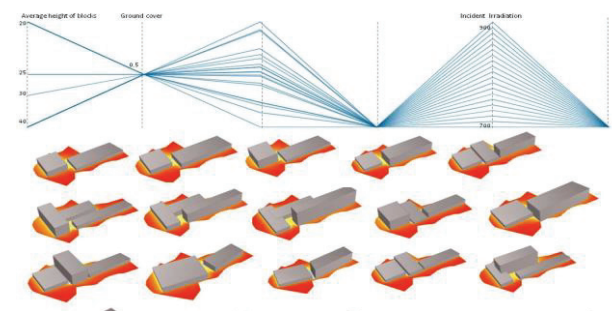 Average height of blocks
Ground cover
Incident Irradiation
20
900
0.5
25
30
40
700